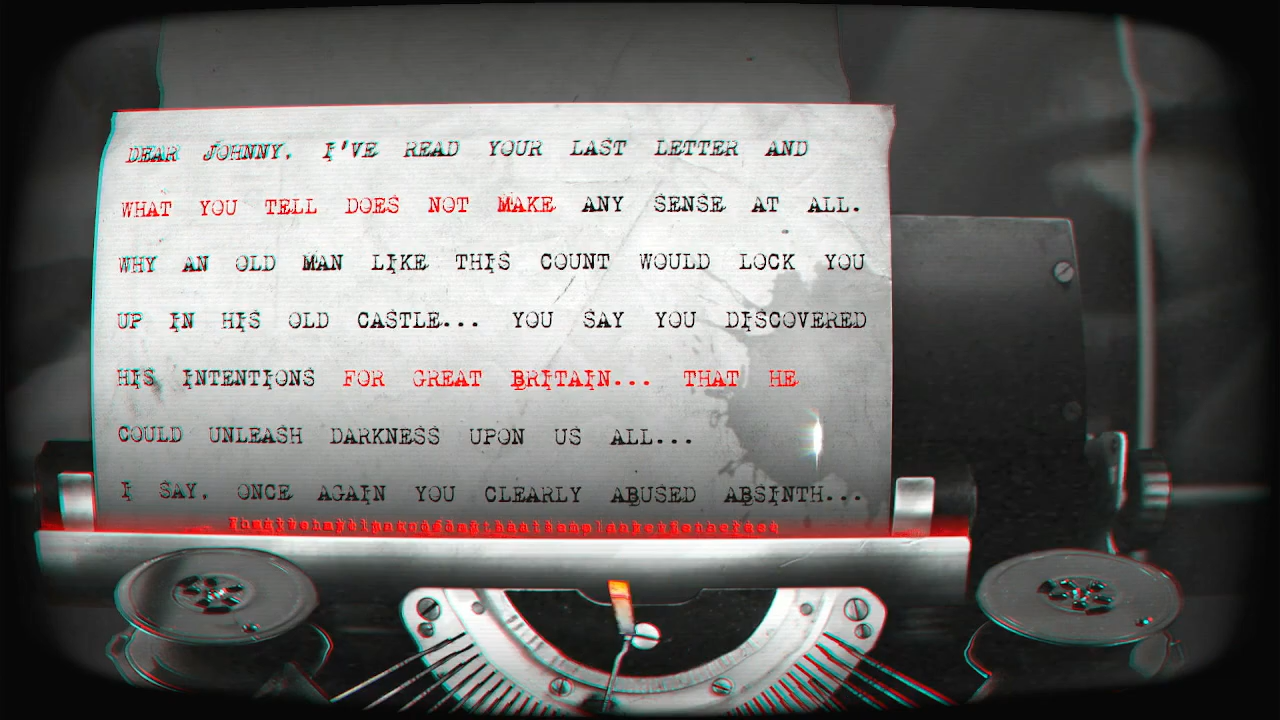 DEAR JOHNNY, I'VE READ YOUR LAST LETTER AND
WHAT YOU TELL DOES NOT MAKE ANY SENSE AT ALL.
WHY AN OLD MAN LIKE THIS COUNT WOULD LOCK YOU
UP IN HIS OLD CASTLE... YOU SAY YOU DISCOVERED
HIS INTENTIONS FOR GREAT BRITAIN... THAT HE
COULD UNLEASH DARKNESS UPON US ALL...
I SAY, ONCE AGAIN YOU CLEARLY ABUSED ABSINTH...